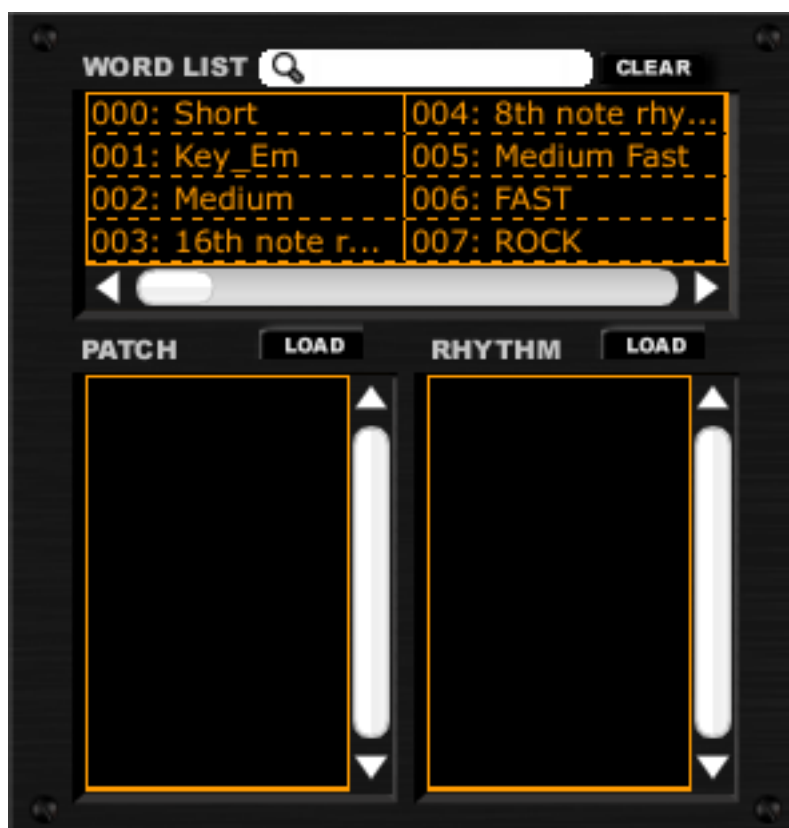 WORD LIST CLEAR
000: Short 004: 8th note rhy...
001: Key_Em 005: Medium Fast
002: Medium 006: FAST
003: 16th note r... 007: ROCK
PATCH LOAD RHYTHM LOAD